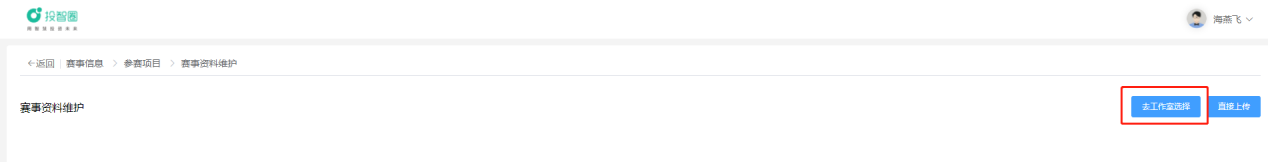 投智圈
海燕飞
←返回 赛事信息 > 参赛项目 > 赛事资料维护
赛事资料维护
去工作室选择 直接上传